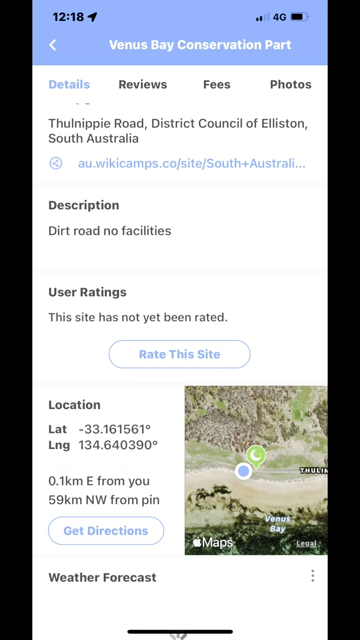 12:18
4G
Venus Bay Conservation Part
Details
Reviews
Fees
Photos
Thulnippie Road, District Council of Elliston,
South Australia
au.wikicamps.co/site/South+Australi...
Description
Dirt road no facilities
User Ratings
This site has not yet been rated.
Rate This Site
Location
Lat -33.161561°
Lng 134.640390°
0.1km E from you
59km NW from pin
Get Directions
THULIN
Venus
Bay
Maps
Legal
Weather Forecast